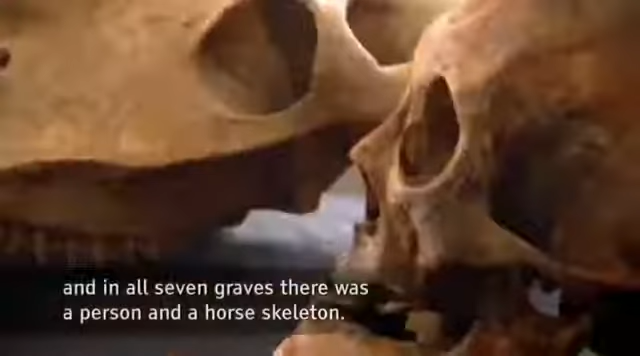 and in all seven graves there was
a person and a horse skeleton.